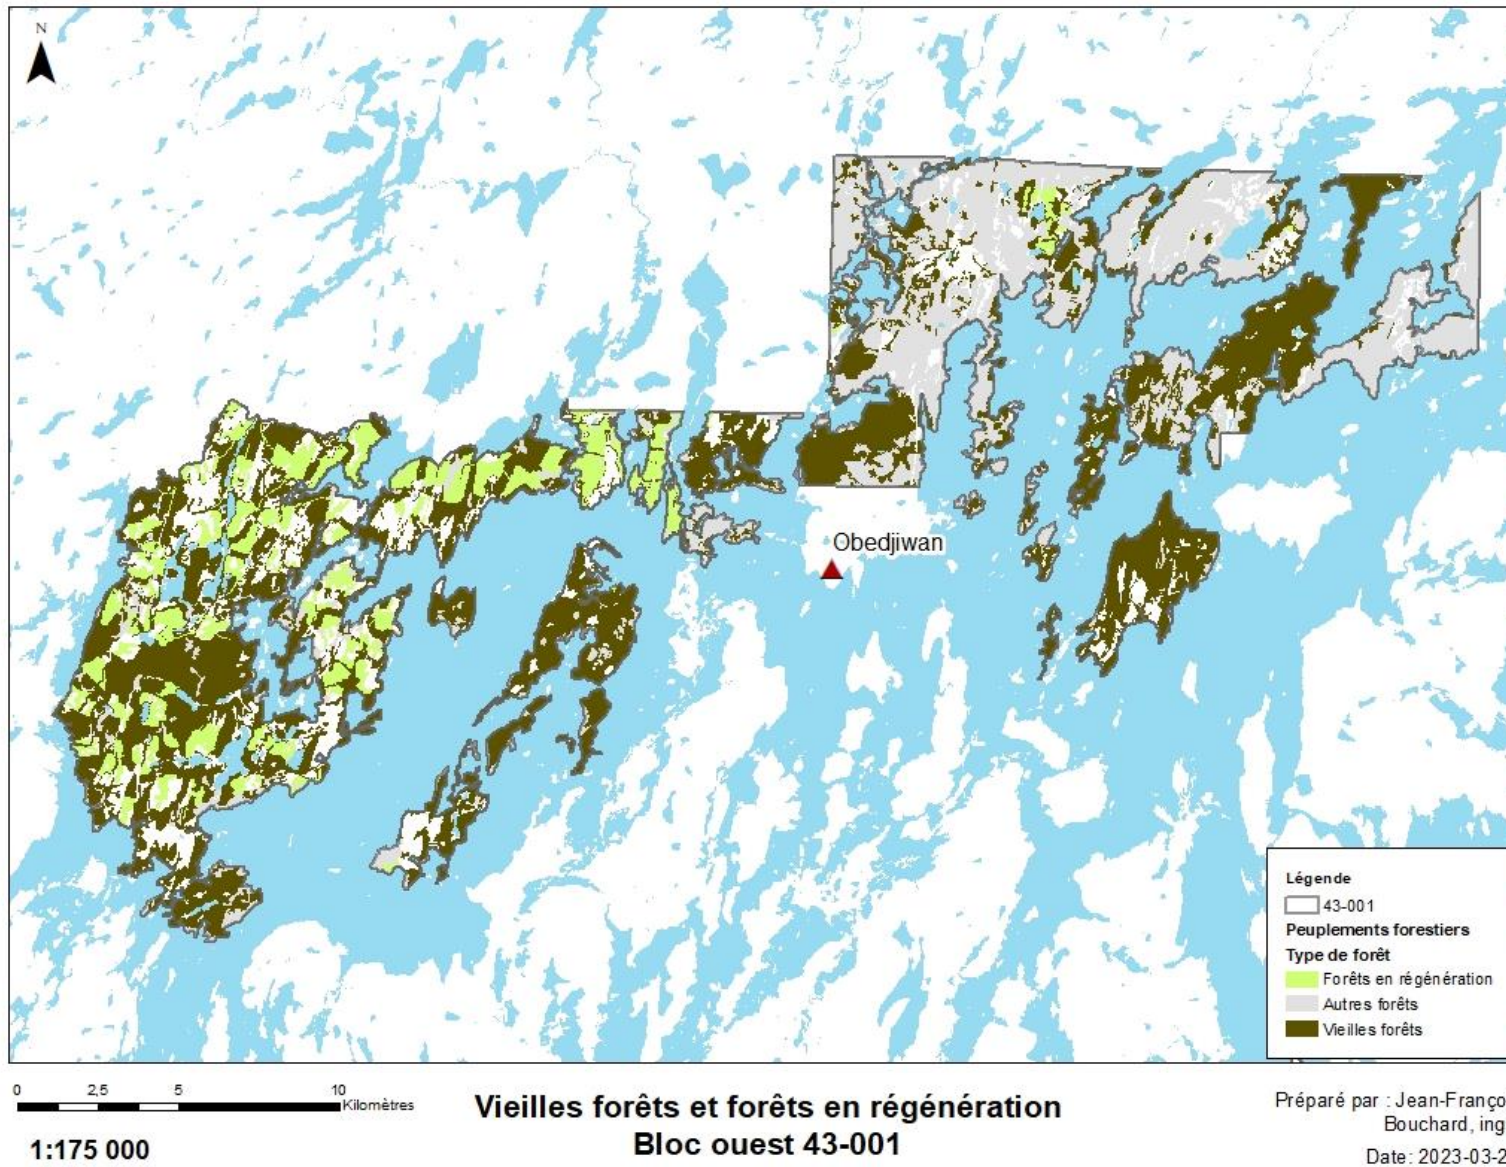 N
Obedjiwan
Légende
43-001
Peuplements forestiers
Type de forêt
Forêts en régénération
Autres forêts
Vieilles forêts
0 2,5 5 10
Kilomètres
1:175 000
Vieilles forêts et forêts en régénération
Bloc ouest 43-001
Préparé par : Jean-Franço
Bouchard, ing
Date: 2023-03-2